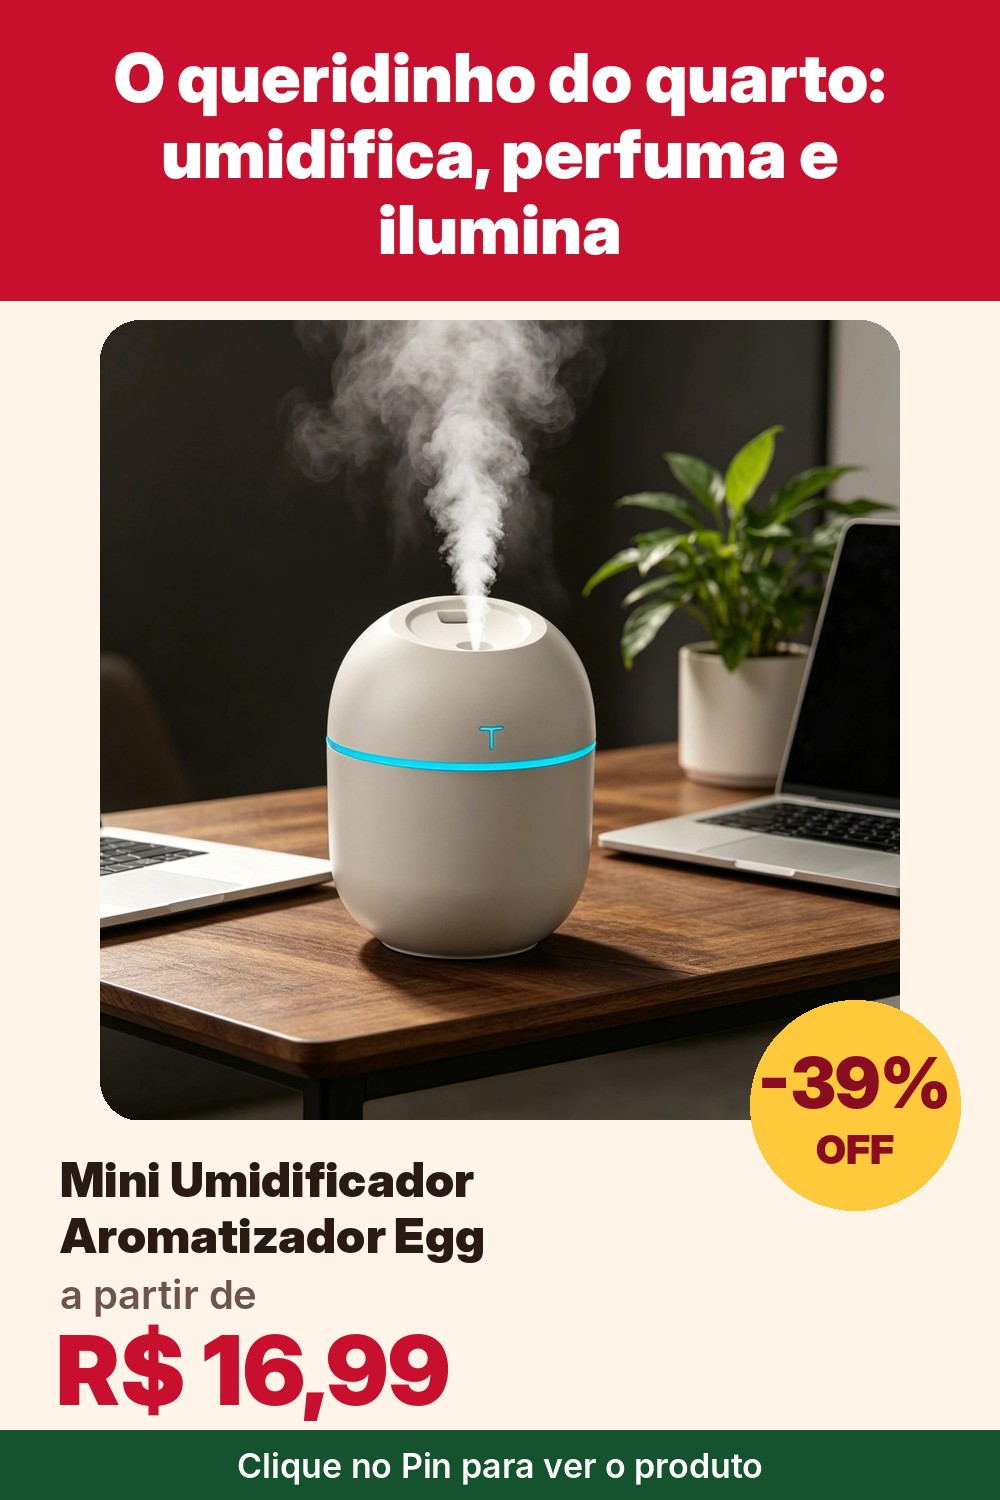 O queridinho do quarto:
umidifica, perfuma e
ilumina
-39%
OFF
Mini Umidificador
Aromatizador Egg
a partir de
R$ 16,99
Clique no Pin para ver o produto